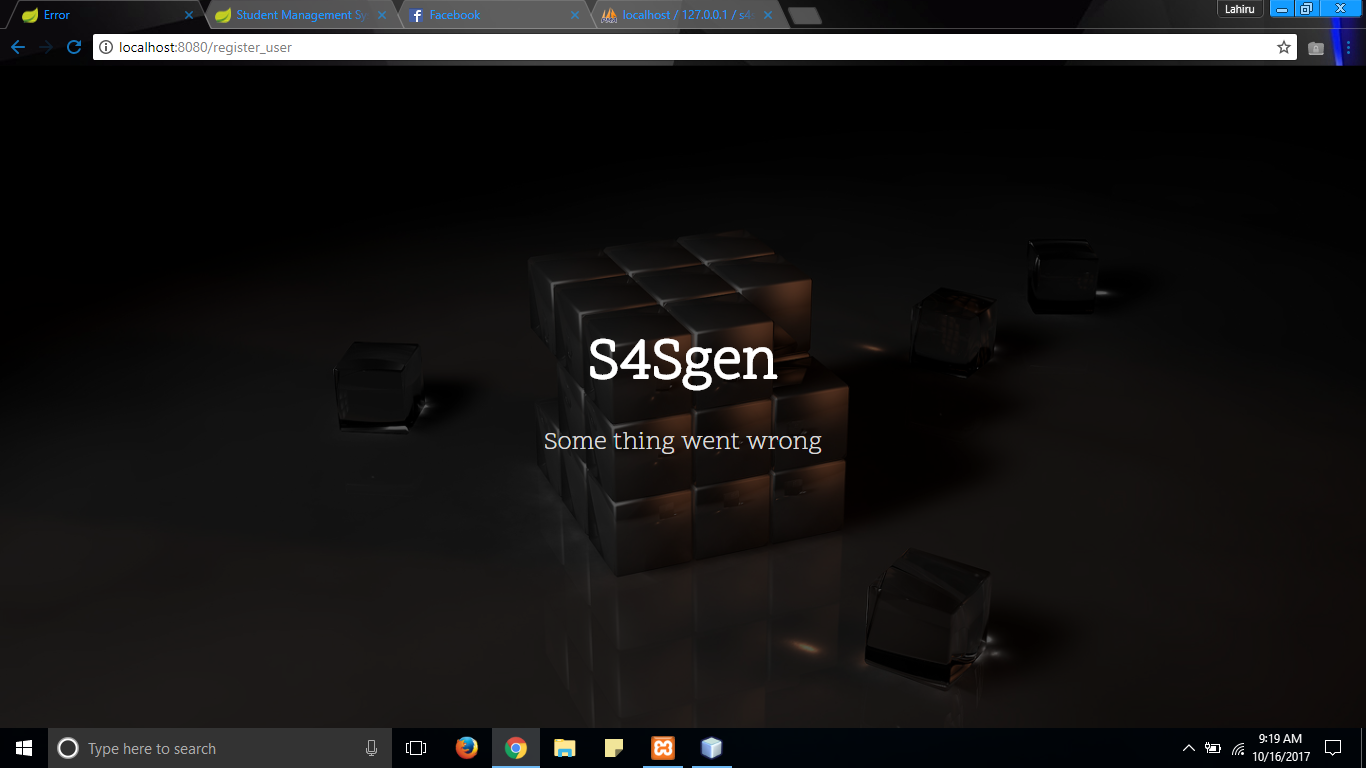 Error
Student Management Sy
Facebook
localhost / 127.0.0.1 / s4
Lahiru
localhost:8080/register_user
S4Sgen
Some thing went wrong
Type here to search
9:19 AM
10/16/2017